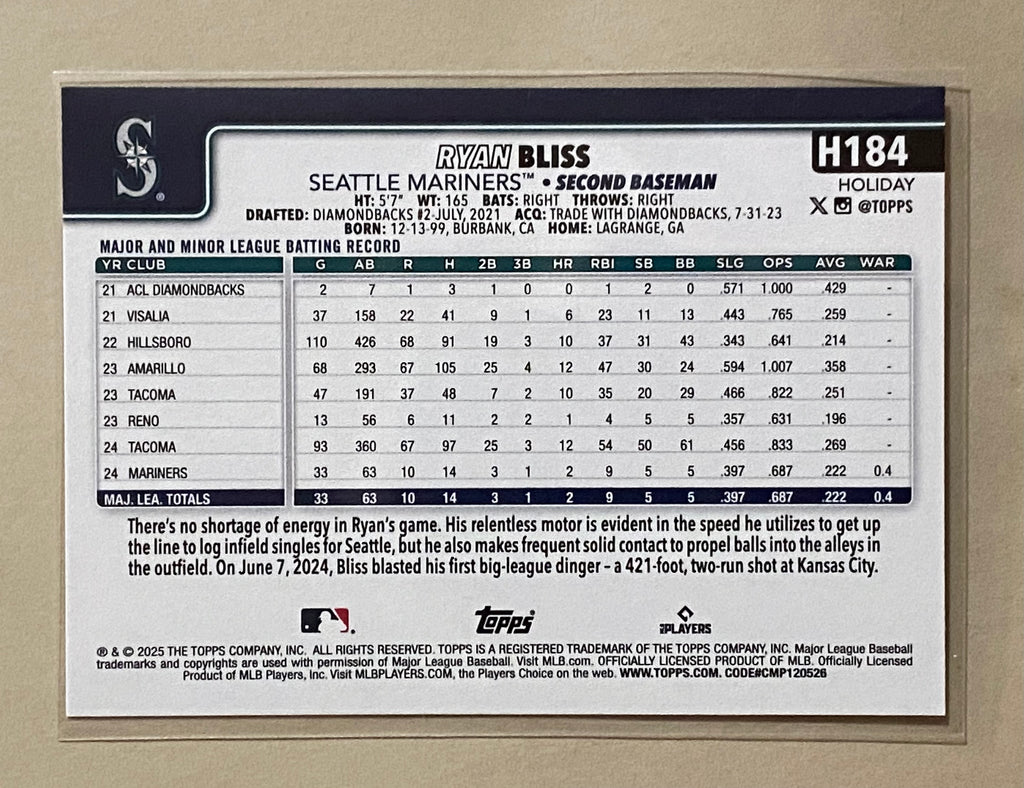 S
H184
RYAN BLISS
HOLIDAY
SEATTLE MARINERS™ • SECOND BASEMAN
X @TOPPS
HT: 5'7" WT: 165 BATS: RIGHT THROWS: RIGHT
DRAFTED: DIAMONDBACKS #2-JULY, 2021 ACQ: TRADE WITH DIAMONDBACKS, 7-31-23
BORN: 12-13-99, BURBANK, CA HOME: LAGRANGE, GA
MAJOR AND MINOR LEAGUE BATTING RECORD
YR CLUB G AB R H 2B 3B HR RBI SB BB SLG OPS AVG WAR
21 ACL DIAMONDBACKS 2 7 1 3 1 0 0 1 2 0 .571 1.000 .429 -
21 VISALIA 37 158 22 41 9 1 6 23 11 13 .443 .765 .259 -
22 HILLSBORO 110 426 68 91 19 3 10 37 31 43 .343 .641 .214 -
23 AMARILLO 68 293 67 105 25 4 12 47 30 24 .594 1.007 .358 -
23 TACOMA 47 191 37 48 7 2 10 35 20 29 .466 .822 .251 -
23 RENO 13 56 6 11 2 2 1 4 5 5 .357 .631 .196 -
24 TACOMA 93 360 67 97 25 3 12 54 50 61 .456 .833 .269 -
24 MARINERS 33 63 10 14 3 1 2 9 5 5 .397 .687 .222 0.4
MAJ. LEA. TOTALS 33 63 10 14 3 1 2 9 5 5 .397 .687 .222 0.4
There's no shortage of energy in Ryan's game. His relentless motor is evident in the speed he utilizes to get up
the line to log infield singles for Seattle, but he also makes frequent solid contact to propel balls into the alleys in
the outfield. On June 7, 2024, Bliss blasted his first big-league dinger – a 421-foot, two-run shot at Kansas City.
Topps
MLB PLAYERS
® & © 2025 THE TOPPS COMPANY, INC. ALL RIGHTS RESERVED. TOPPS IS A REGISTERED TRADEMARK OF THE TOPPS COMPANY, INC. Major League Baseball
trademarks and copyrights are used with permission of Major League Baseball. Visit MLB.com. OFFICIALLY LICENSED PRODUCT OF MLB. Officially Licensed
Product of MLB Players, Inc. Visit MLBPLAYERS.COM, the Players Choice on the web. WWW.TOPPS.COM. CODE#CMP120526